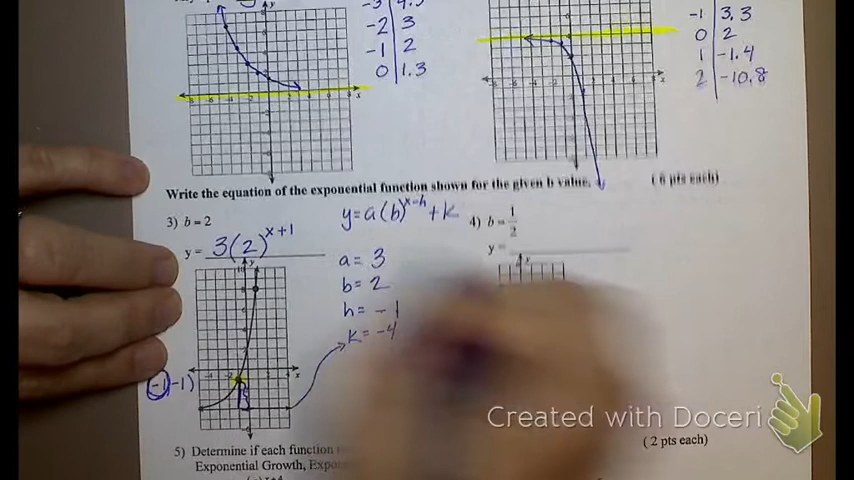 -3 4.5
-2 3
-1 2
0 1.3
-1 3.3
0 2
1 -1.4
2 -10.8
Write the equation of the exponential function shown for the given b value. ( 6 pts each)
3) b = 2
y = 3(2)^x+1
y = a(b)^x-h + k
a = 3
b = 2
h = -1
k = -4
(-1, -1)
4) b = 1/2
y =
5) Determine if each function
Exponential Growth,
( 2 pts each)
Created with Doceri